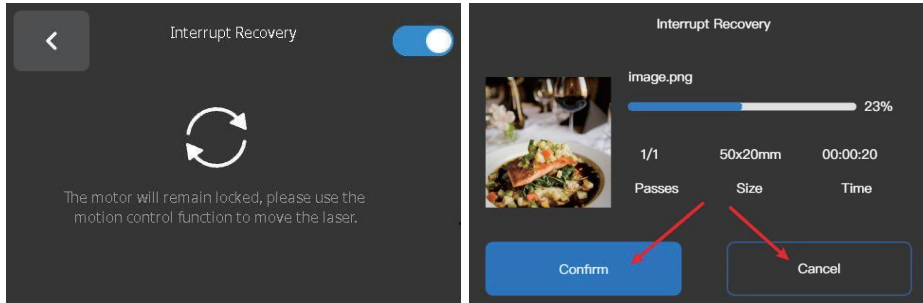 Interrupt Recovery
The motor will remain locked, please use the
motion control function to move the laser.
Interrupt Recovery
image.png
23%
1/1 50x20mm 00:00:20
Passes Size Time
Confirm Cancel